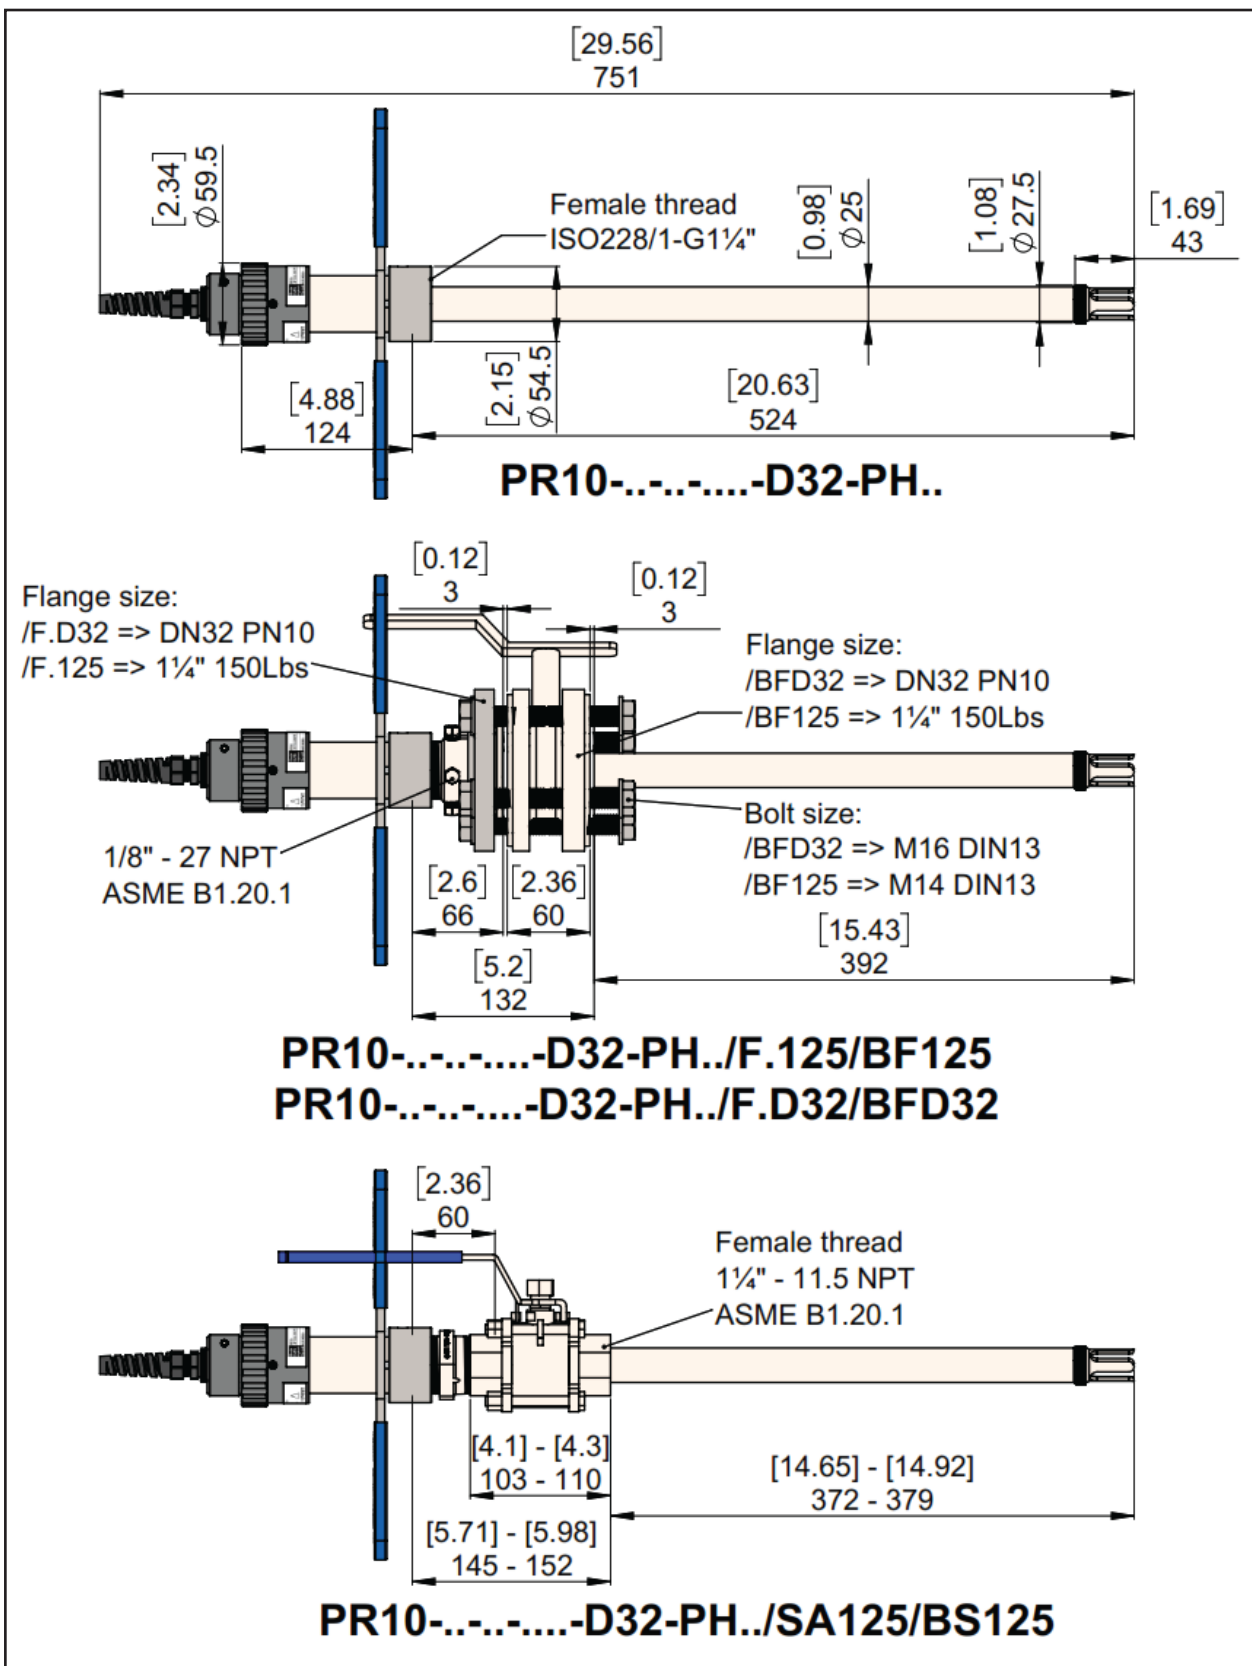 [29.56]
751
[2.34]
Ø59.5
Female thread
ISO228/1-G1¼"
[0.98]
Ø25
[1.08]
Ø27.5
[1.69]
43
[4.88]
124
[2.15]
Ø54.5
[20.63]
524
PR10-..-..-....-D32-PH..
[0.12]
3
[0.12]
3
Flange size:
/F.D32 => DN32 PN10
/F.125 => 1¼" 150Lbs
Flange size:
/BFD32 => DN32 PN10
/BF125 => 1¼" 150Lbs
1/8" - 27 NPT
ASME B1.20.1
Bolt size:
/BFD32 => M16 DIN13
/BF125 => M14 DIN13
[2.6]
66
[2.36]
60
[15.43]
392
[5.2]
132
PR10-..-..-....-D32-PH../F.125/BF125
PR10-..-..-....-D32-PH../F.D32/BFD32
[2.36]
60
Female thread
1¼" - 11.5 NPT
ASME B1.20.1
[4.1] - [4.3]
103 - 110
[14.65] - [14.92]
372 - 379
[5.71] - [5.98]
145 - 152
PR10-..-..-....-D32-PH../SA125/BS125